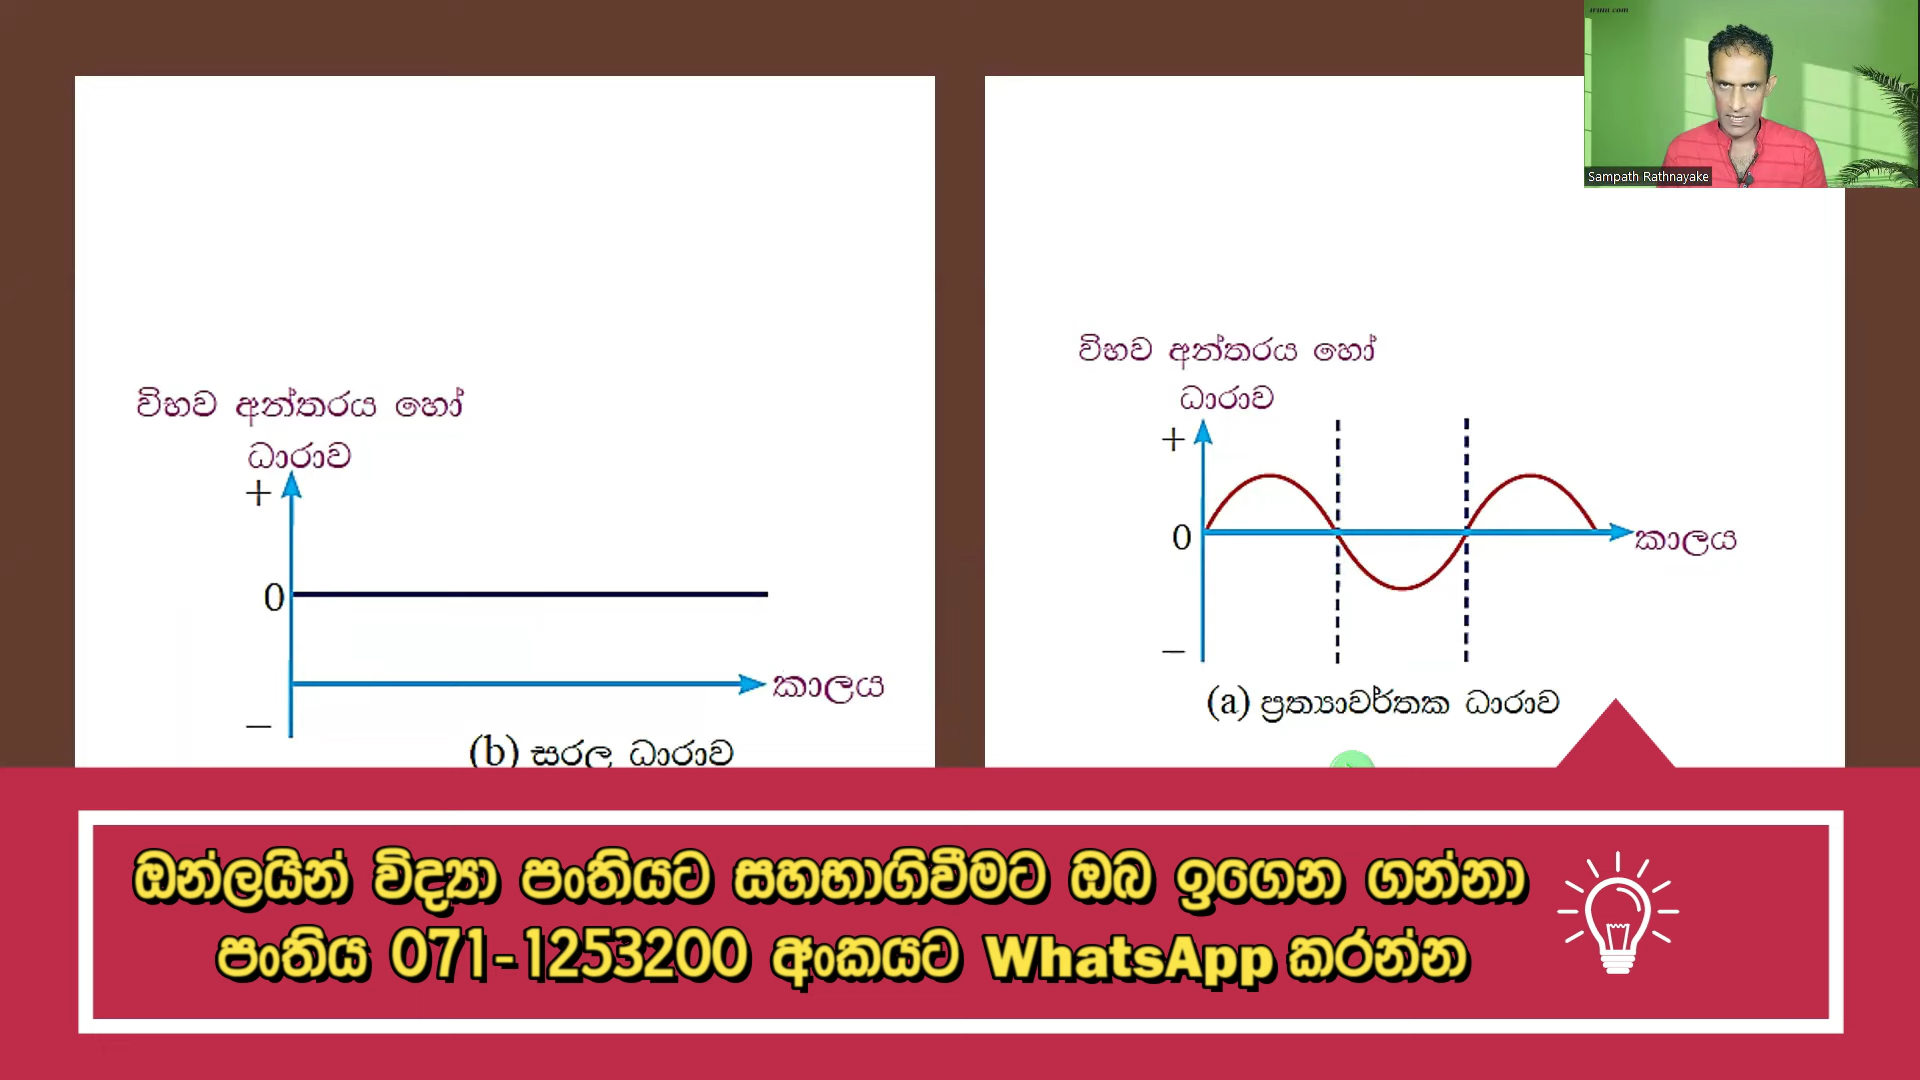 Sampath Rathnayake
විභව අන්තරය හෝ
ධාරාව
+
0
කාලය
−
(b) සරල ධාරාව
විභව අන්තරය හෝ
ධාරාව
+
0
කාලය
−
(a) ප්‍රත්‍යාවර්තක ධාරාව
ඔන්ලයින් විද්‍යා පංතියට සහභාගිවීමට ඔබ ඉගෙන ගන්නා
පංතිය 071-1253200 අංකයට WhatsApp කරන්න